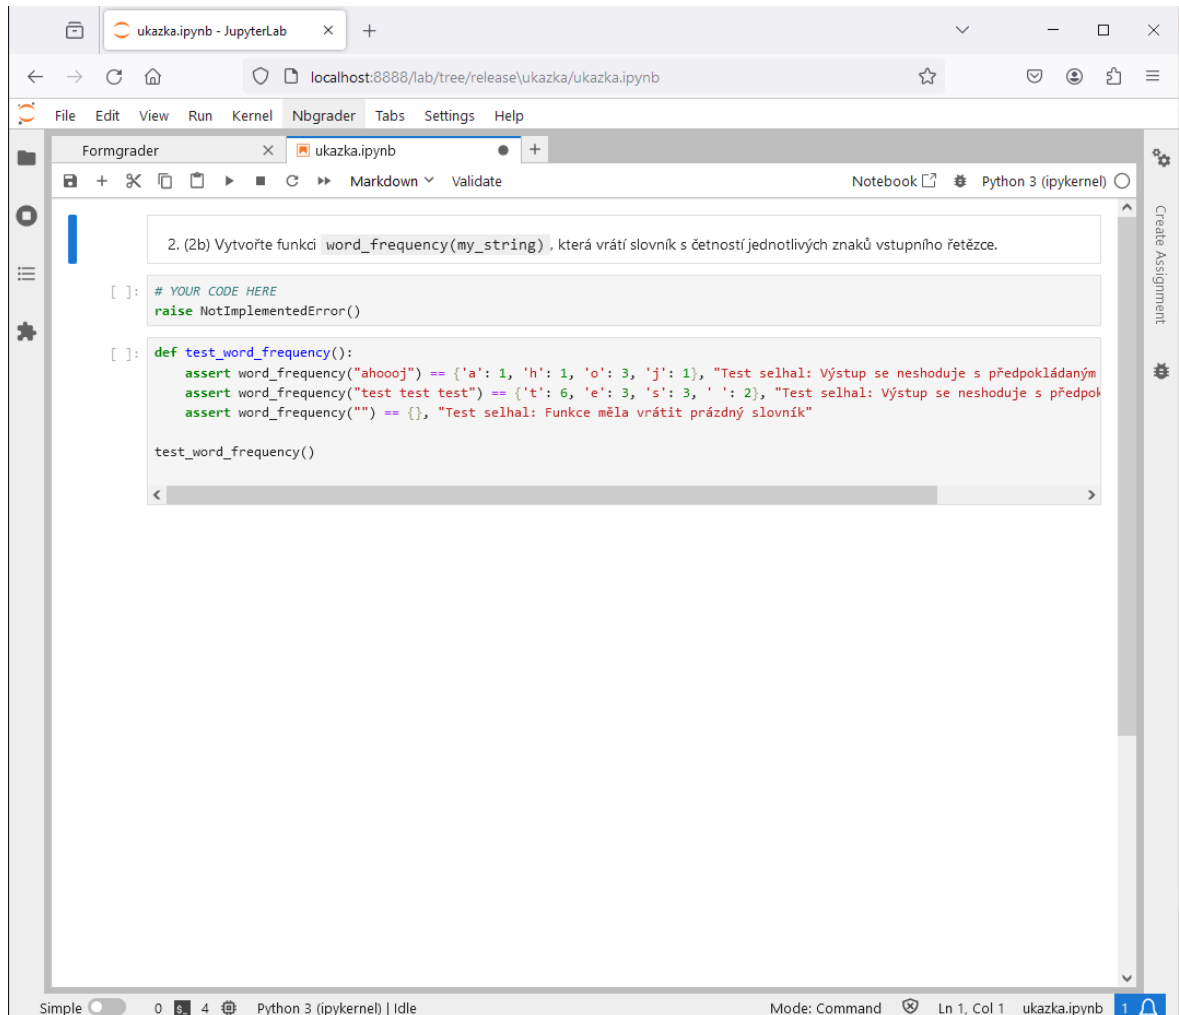 ukazka.ipynb - JupyterLab
localhost:8888/lab/tree/release\ukazka/ukazka.ipynb
File Edit View Run Kernel Nbgrader Tabs Settings Help
Formgrader ukazka.ipynb
Markdown Validate Notebook Python 3 (ipykernel)
2. (2b) Vytvořte funkci word_frequency(my_string), která vrátí slovník s četností jednotlivých znaků vstupního řetězce.
[ ]: # YOUR CODE HERE
raise NotImplementedError()
[ ]: def test_word_frequency():
assert word_frequency("ahoooj") == {'a': 1, 'h': 1, 'o': 3, 'j': 1}, "Test selhal: Výstup se neshoduje s předpokládaným
assert word_frequency("test test test") == {'t': 6, 'e': 3, 's': 3, ' ': 2}, "Test selhal: Výstup se neshoduje s předpok
assert word_frequency("") == {}, "Test selhal: Funkce měla vrátit prázdný slovník"
test_word_frequency()
Create Assignment
Simple 0 $_ 4 Python 3 (ipykernel) | Idle Mode: Command Ln 1, Col 1 ukazka.ipynb 1